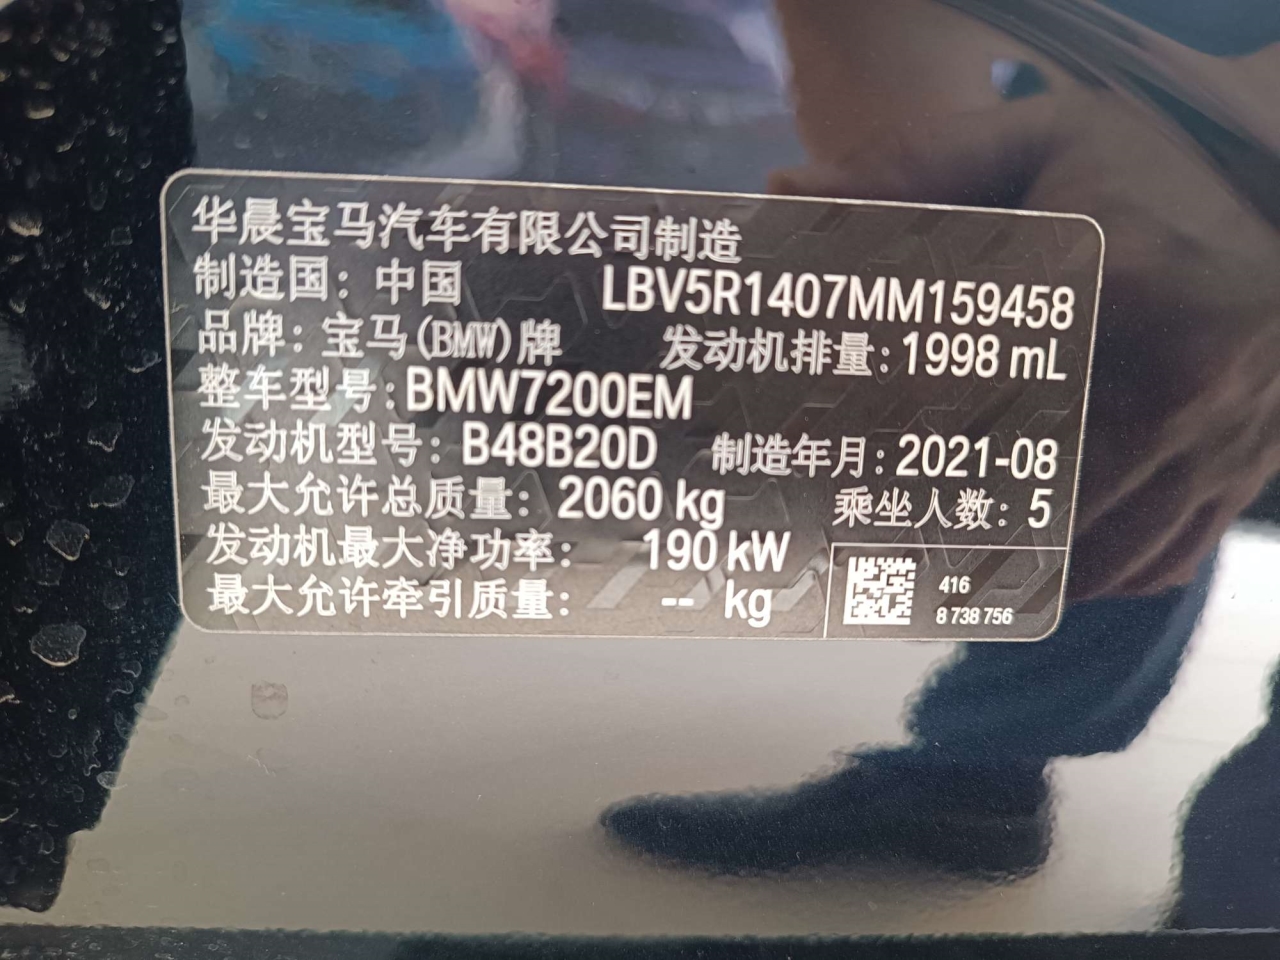 华晨宝马汽车有限公司制造
制造国：中国 LBV5R1407MM159458
品牌：宝马(BMW)牌 发动机排量：1998 mL
整车型号：BMW7200EM
发动机型号：B48B20D 制造年月：2021-08
最大允许总质量：2060 kg 乘坐人数：5
发动机最大净功率： 190 kW
最大允许牵引质量： -- kg
416
8 738 756